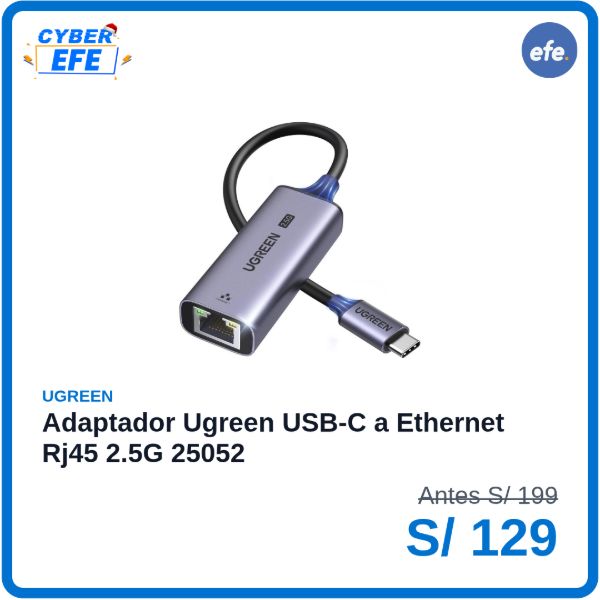 CYBER
EFE
efe.
UGREEN
2.5G
UGREEN
UGREEN
Adaptador Ugreen USB-C a Ethernet
Rj45 2.5G 25052
Antes S/ 199
S/ 129